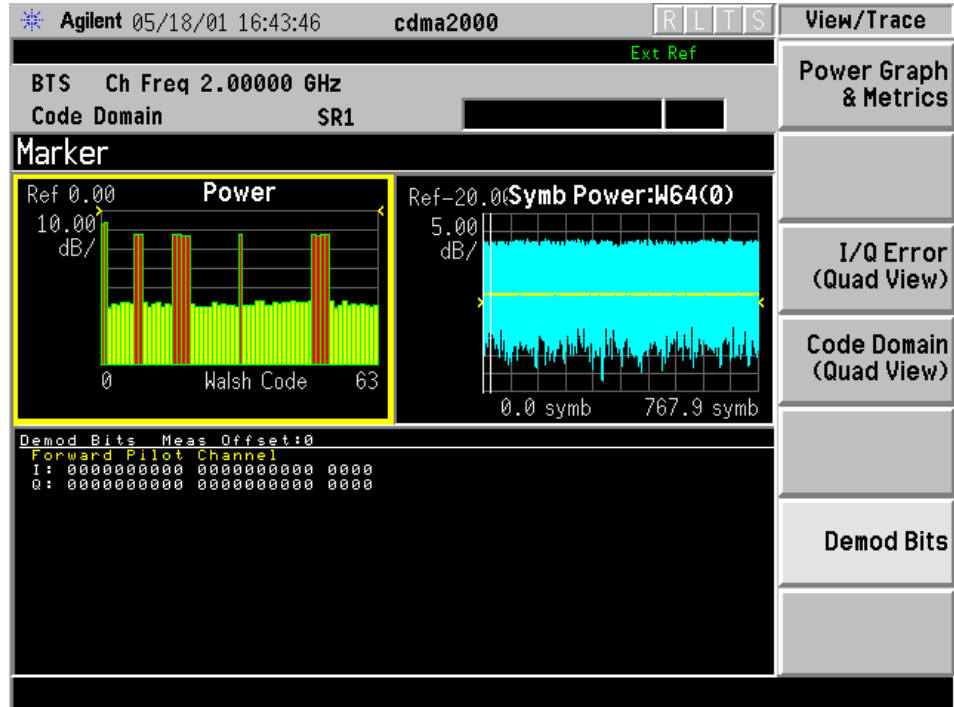 Agilent 05/18/01 16:43:46 cdma2000 R L T S View/Trace
Ext Ref
BTS Ch Freq 2.00000 GHz
Code Domain SR1
Power Graph
& Metrics
Marker
Ref 0.00 Power
10.00
dB/
0 Walsh Code 63
Ref-20.00 Symb Power:W64(0)
5.00
dB/
0.0 symb 767.9 symb
I/Q Error
(Quad View)
Code Domain
(Quad View)
Demod Bits Meas Offset:0
Forward Pilot Channel
I: 0000000000 0000000000 0000
Q: 0000000000 0000000000 0000
Demod Bits